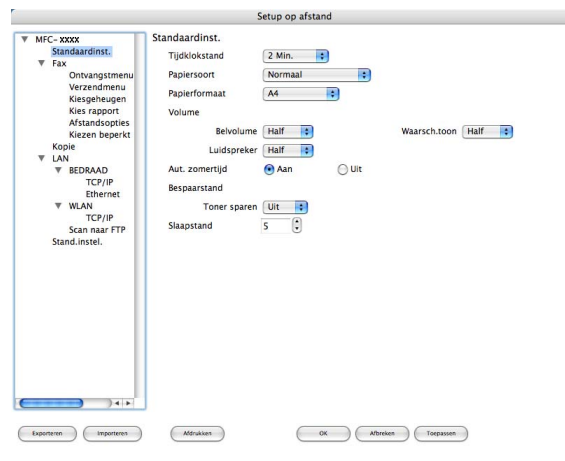 Setup op afstand
MFC- XXXX
Standaardinst.
Fax
Ontvangstmenu
Verzendmenu
Kiesgeheugen
Kies rapport
Afstandsopties
Kiezen beperkt
Kopie
LAN
BEDRAAD
TCP/IP
Ethernet
WLAN
TCP/IP
Scan naar FTP
Stand.instel.
Standaardinst.
Tijdklokstand 2 Min.
Papiersoort Normaal
Papierformaat A4
Volume
Belvolume Half Waarsch.toon Half
Luidspreker Half
Aut. zomertijd Aan Uit
Bespaarstand
Toner sparen Uit
Slaapstand 5
Exporteren Importeren Afdrukken OK Afbreken Toepassen